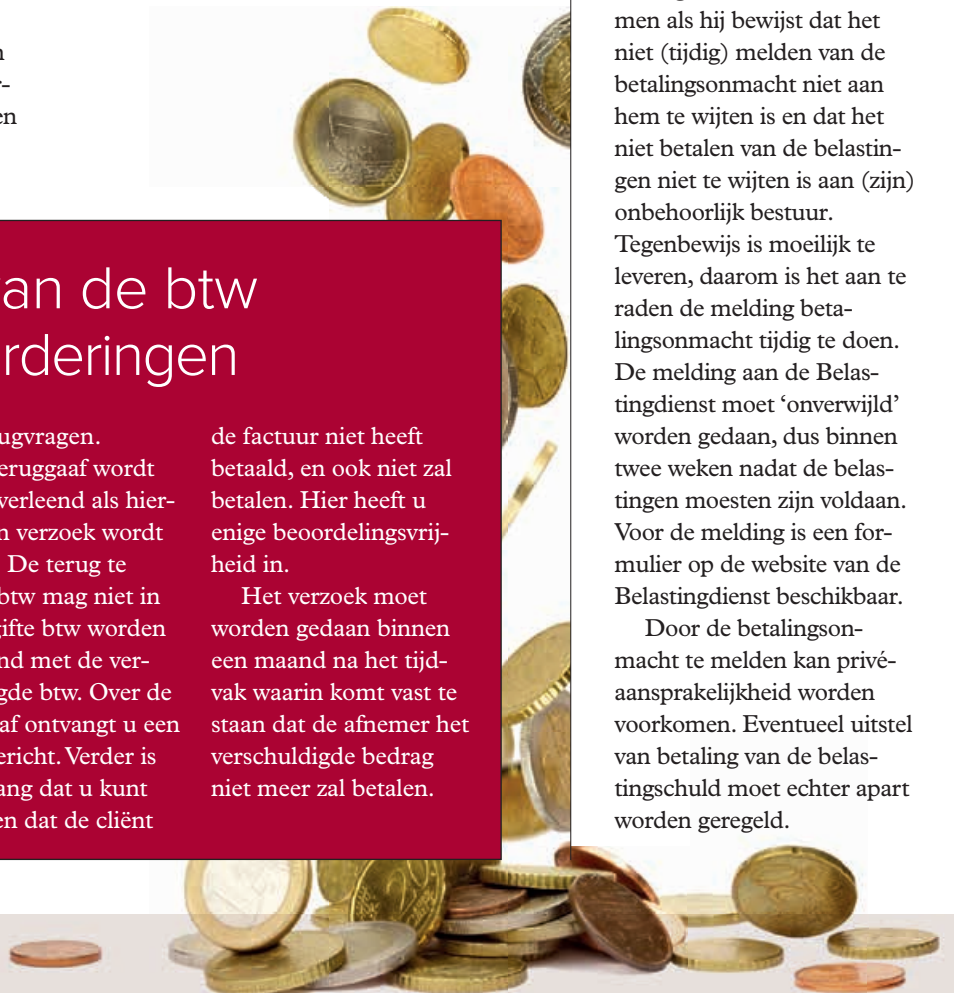 en
an de btw
rderingen
ugvragen.
eruggaaf wordt
verleend als hier-
n verzoek wordt
. De terug te
btw mag niet in
gifte btw worden
nd met de ver-
gde btw. Over de
af ontvangt u een
ericht. Verder is
ang dat u kunt
en dat de cliënt
de factuur niet heeft
betaald, en ook niet zal
betalen. Hier heeft u
enige beoordelingsvrij-
heid in.
Het verzoek moet
worden gedaan binnen
een maand na het tijd-
vak waarin komt vast te
staan dat de afnemer het
verschuldigde bedrag
niet meer zal betalen.
men als hij bewijst dat het
niet (tijdig) melden van de
betalingsonmacht niet aan
hem te wijten is en dat het
niet betalen van de belastin-
gen niet te wijten is aan (zijn)
onbehoorlijk bestuur.
Tegenbewijs is moeilijk te
leveren, daarom is het aan te
raden de melding beta-
lingsonmacht tijdig te doen.
De melding aan de Belas-
tingdienst moet ‘onverwijld’
worden gedaan, dus binnen
twee weken nadat de belas-
tingen moesten zijn voldaan.
Voor de melding is een for-
mulier op de website van de
Belastingdienst beschikbaar.
Door de betalingson-
macht te melden kan privé-
aansprakelijkheid worden
voorkomen. Eventueel uitstel
van betaling van de belas-
tingschuld moet echter apart
worden geregeld.